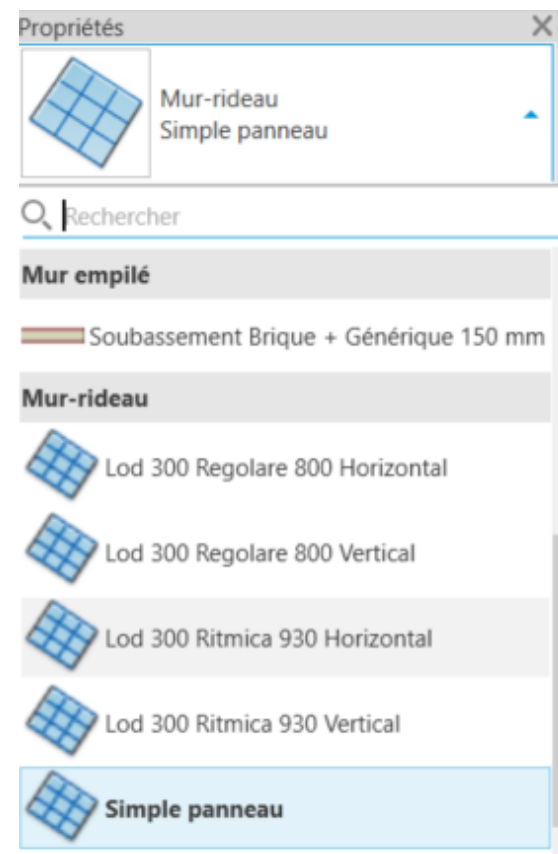 Propriétés
Mur-rideau
Simple panneau
Rechercher
Mur empilé
Soubassement Brique + Générique 150 mm
Mur-rideau
Lod 300 Regolare 800 Horizontal
Lod 300 Regolare 800 Vertical
Lod 300 Ritmica 930 Horizontal
Lod 300 Ritmica 930 Vertical
Simple panneau